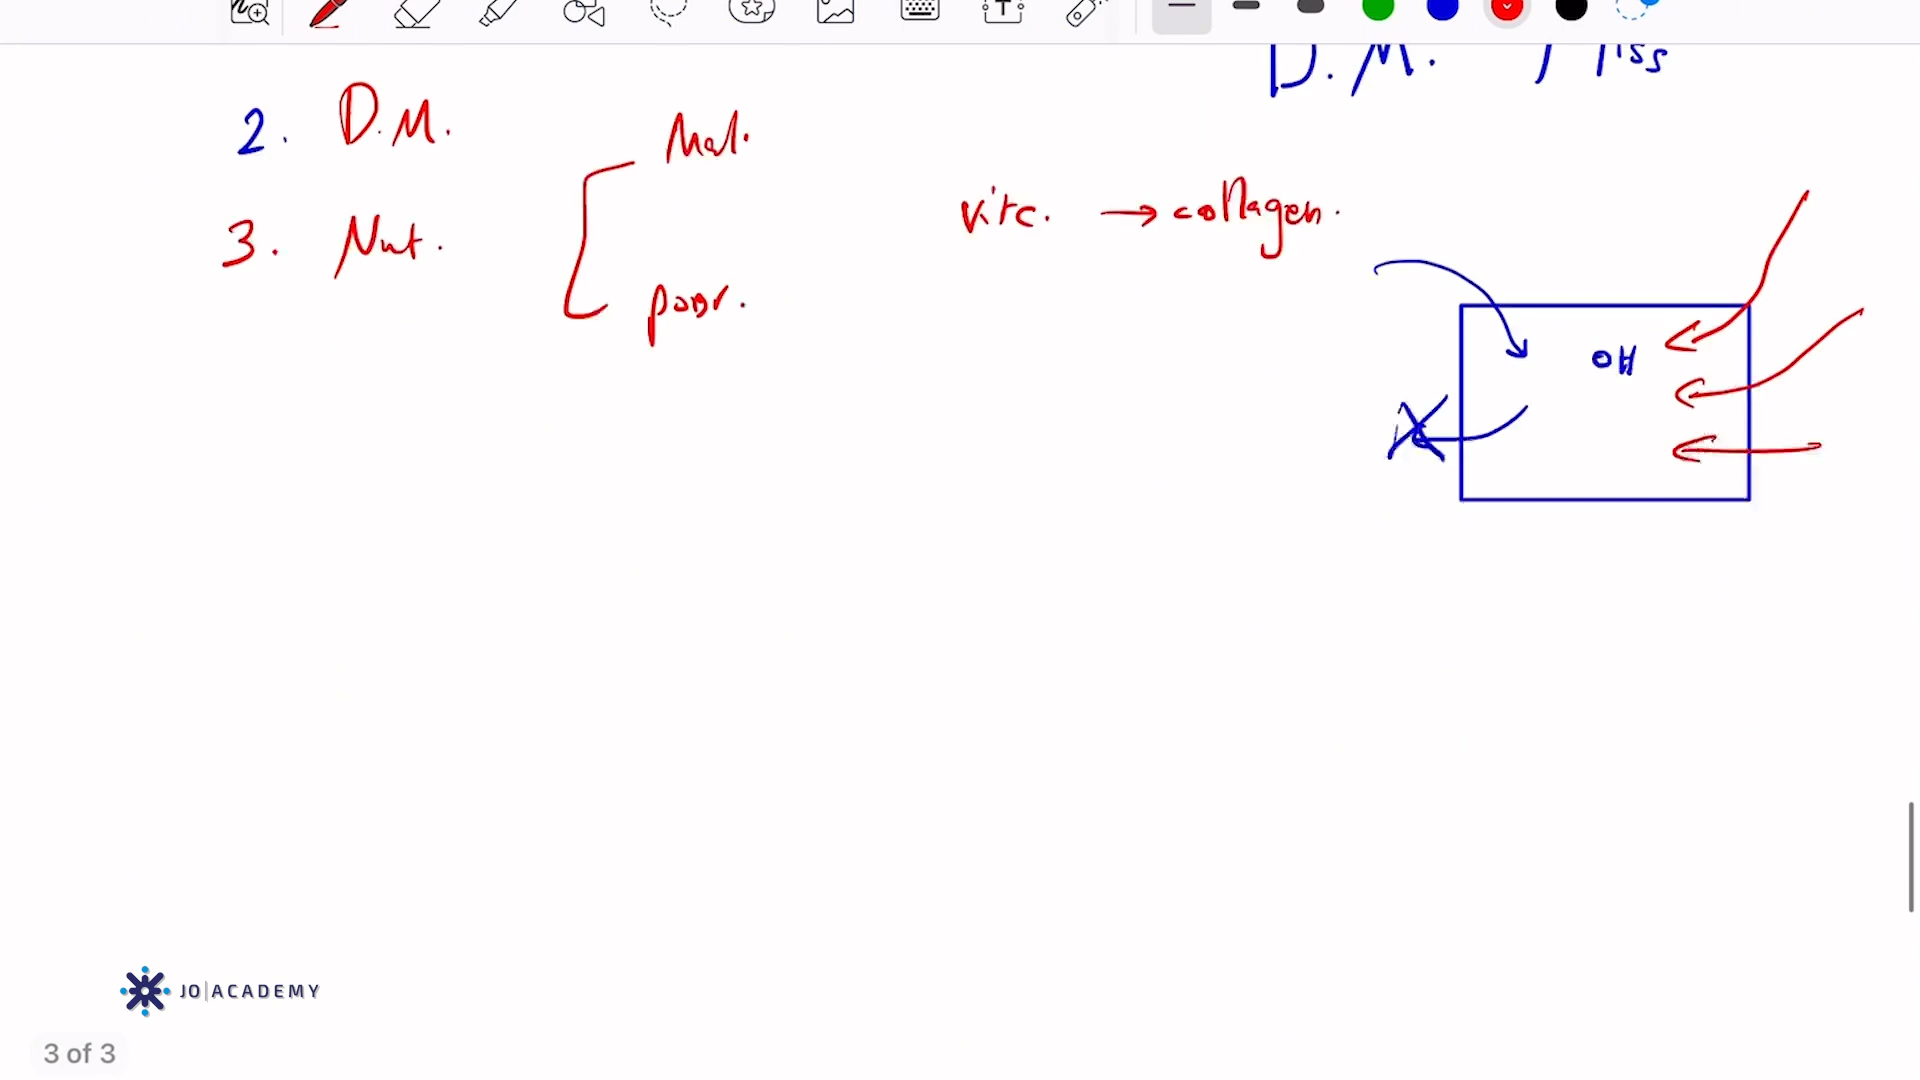 D.M.
2. D.M.
Mal.
vitc. → collagen.
3. Nut.
poor.
OH
JO|ACADEMY
3 of 3